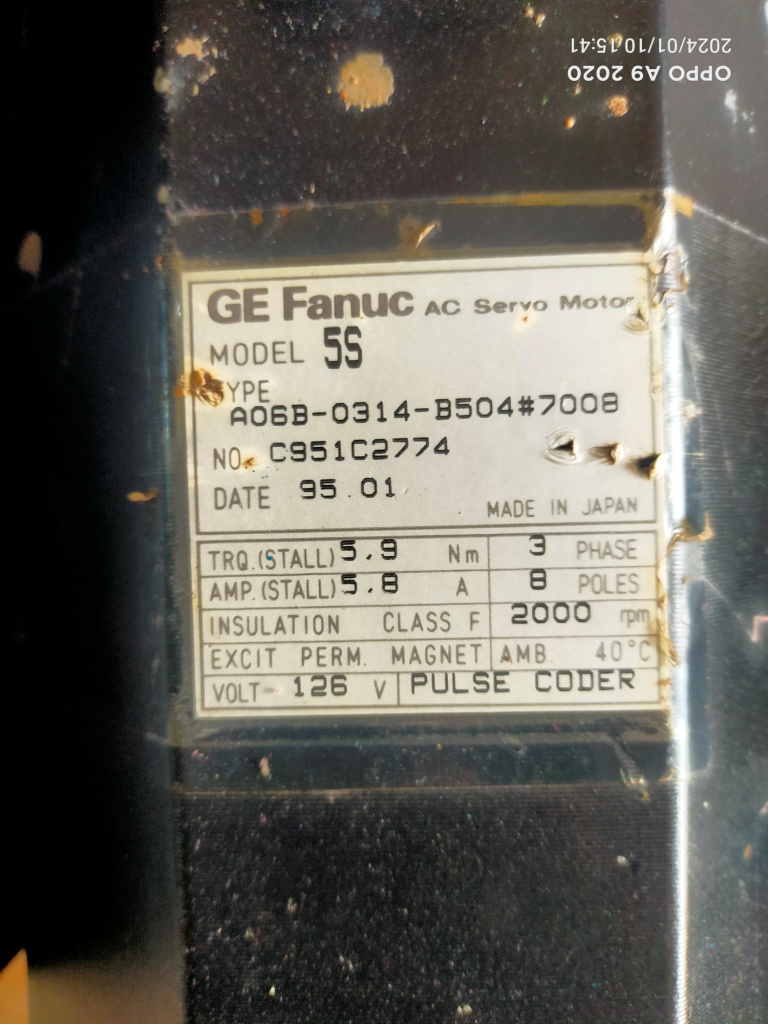 GE Fanuc AC Servo Motor
MODEL 5S
TYPE
A06B-0314-B504#7008
NO. C951C2774
DATE 95.01
MADE IN JAPAN
TRQ.(STALL) 5.9 Nm 3 PHASE
AMP.(STALL) 5.8 A 8 POLES
INSULATION CLASS F 2000 rpm
EXCIT PERM. MAGNET AMB. 40°C
VOLT 126 V PULSE CODER
OPPO A9 2020
2024/01/10 15:41